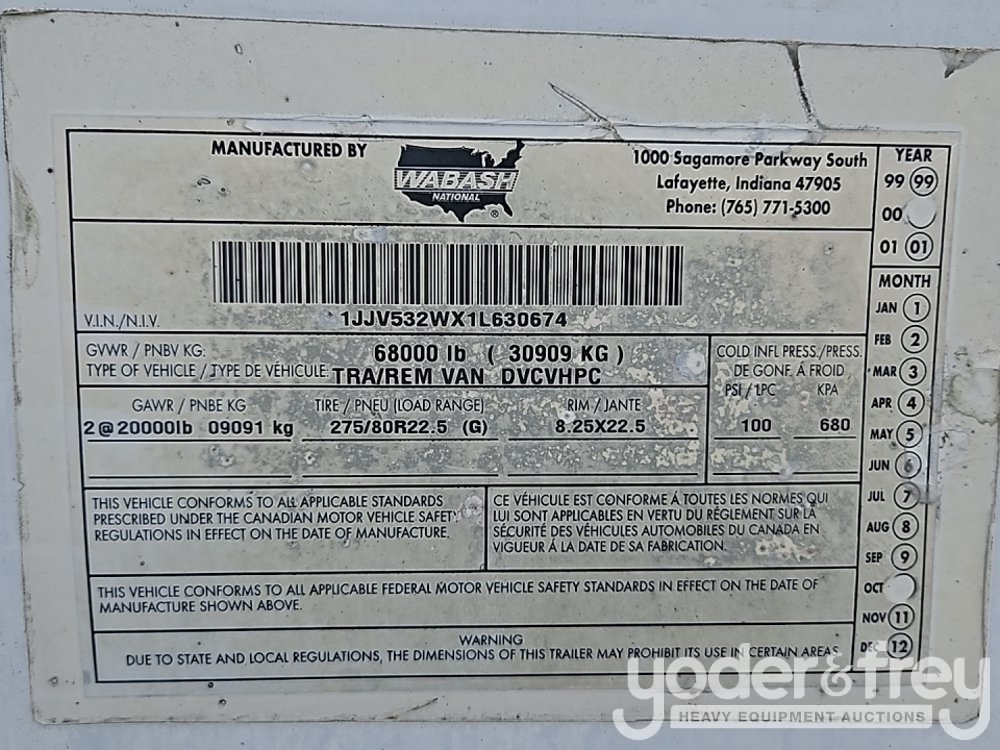 MANUFACTURED BY
WABASH
NATIONAL
®
1000 Sagamore Parkway South
Lafayette, Indiana 47905
Phone: (765) 771-5300
YEAR
99 99
00
01 01
MONTH
JAN 1
FEB 2
MAR 3
APR 4
MAY 5
JUN 6
JUL 7
AUG 8
SEP 9
OCT
NOV 11
DEC 12
V.I.N./N.I.V. 1JJV532WX1L630674
GVWR / PNBV KG: 68000 lb ( 30909 KG )
TYPE OF VEHICLE / TYPE DE VÉHICULE: TRA/REM VAN DVCVHPC
COLD INFL PRESS./PRESS.
DE GONF. Á FROID
PSI / LPC KPA
GAWR / PNBE KG TIRE / PNEU (LOAD RANGE) RIM / JANTE
2@20000lb 09091 kg 275/80R22.5 (G) 8.25X22.5 100 680
THIS VEHICLE CONFORMS TO ALL APPLICABLE STANDARDS
PRESCRIBED UNDER THE CANADIAN MOTOR VEHICLE SAFETY
REGULATIONS IN EFFECT ON THE DATE OF MANUFACTURE.
CE VÉHICULE EST CONFORME Á TOUTES LES NORMES QUI
LUI SONT APPLICABLES EN VERTU DU RÉGLEMENT SUR LA
SÉCURITÉ DES VÉHICULES AUTOMOBILES DU CANADA EN
VIGUEUR Á LA DATE DE SA FABRICATION.
THIS VEHICLE CONFORMS TO ALL APPLICABLE FEDERAL MOTOR VEHICLE SAFETY STANDARDS IN EFFECT ON THE DATE OF
MANUFACTURE SHOWN ABOVE.
WARNING
DUE TO STATE AND LOCAL REGULATIONS, THE DIMENSIONS OF THIS TRAILER MAY PROHIBIT ITS USE IN CERTAIN AREAS.
yoder & frey
HEAVY EQUIPMENT AUCTIONS